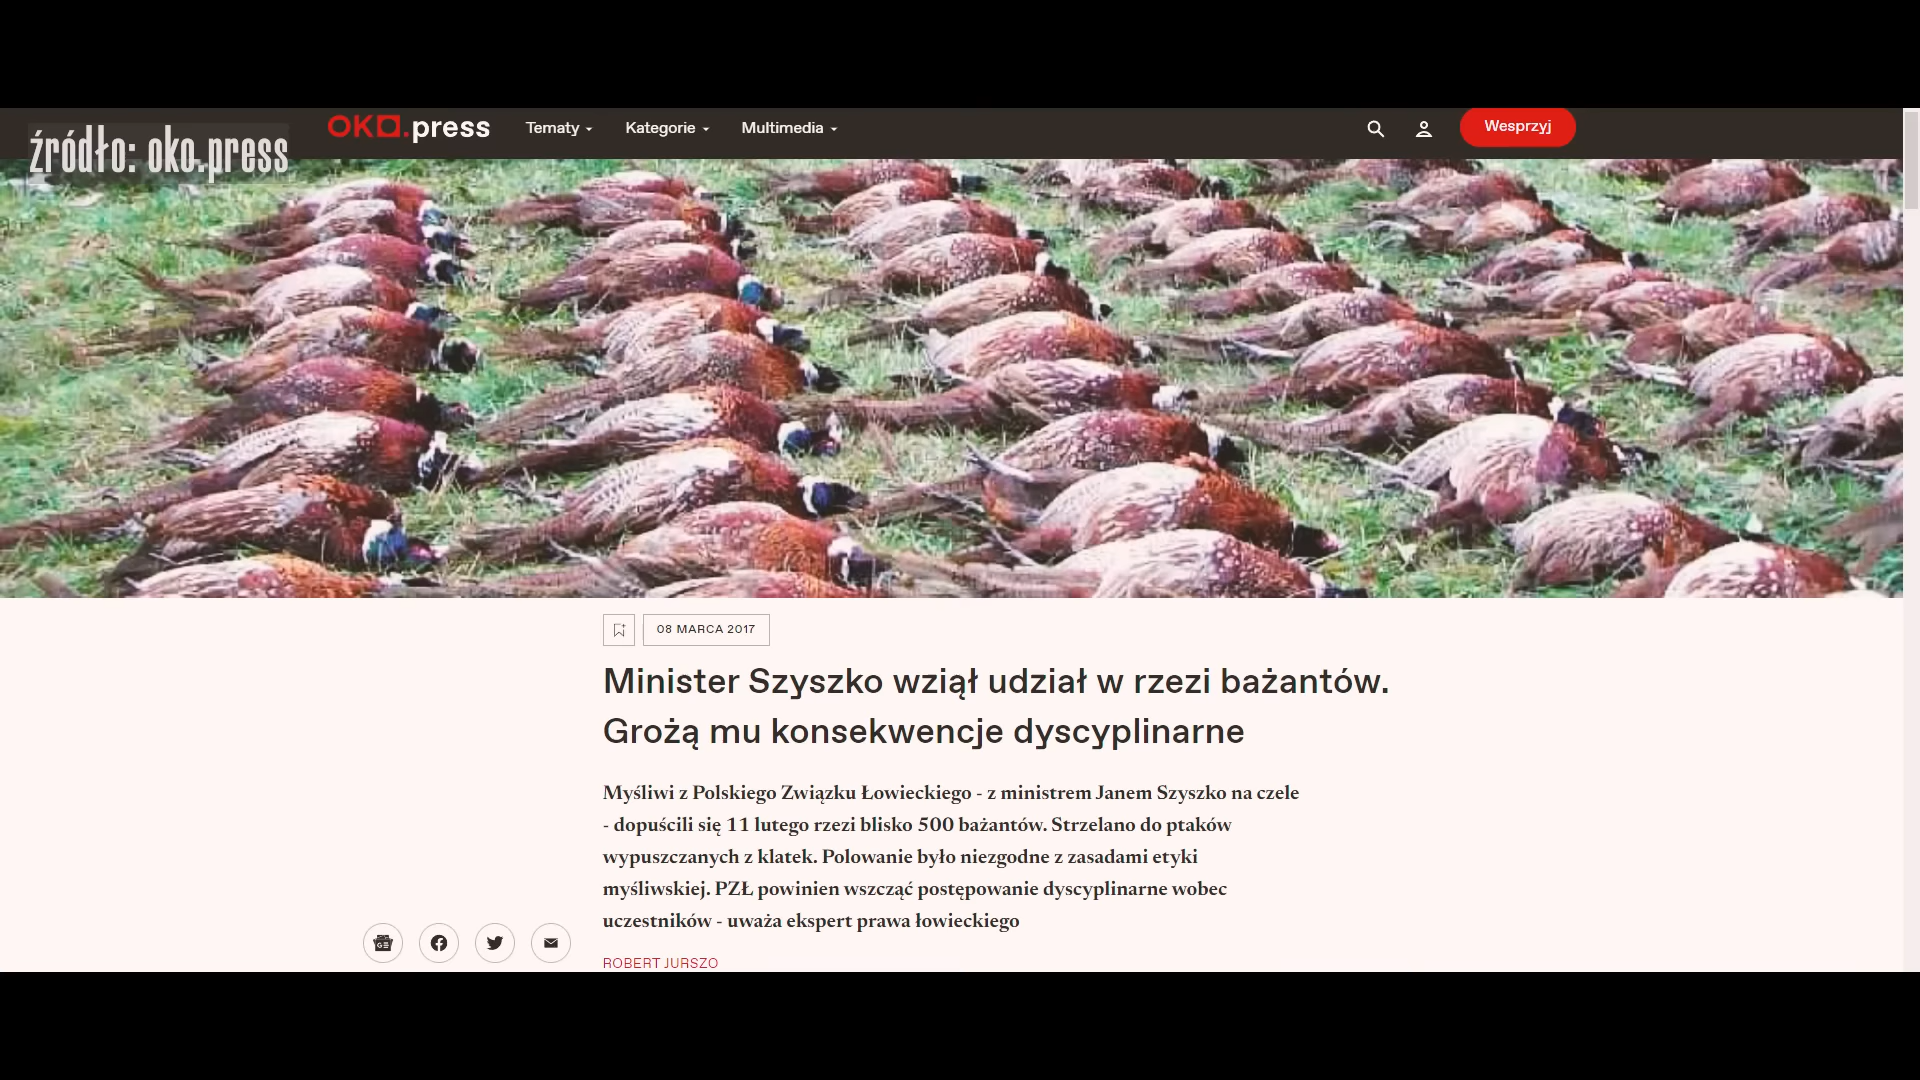 źródło: oko.press
OKO.press
Tematy
Kategorie
Multimedia
Wesprzyj
08 MARCA 2017
Minister Szyszko wziął udział w rzezi bażantów.
Grożą mu konsekwencje dyscyplinarne
Myśliwi z Polskiego Związku Łowieckiego - z ministrem Janem Szyszko na czele
- dopuścili się 11 lutego rzezi blisko 500 bażantów. Strzelano do ptaków
wypuszczanych z klatek. Polowanie było niezgodne z zasadami etyki
myśliwskiej. PZŁ powinien wszcząć postępowanie dyscyplinarne wobec
uczestników - uważa ekspert prawa łowieckiego
ROBERT JURSZO